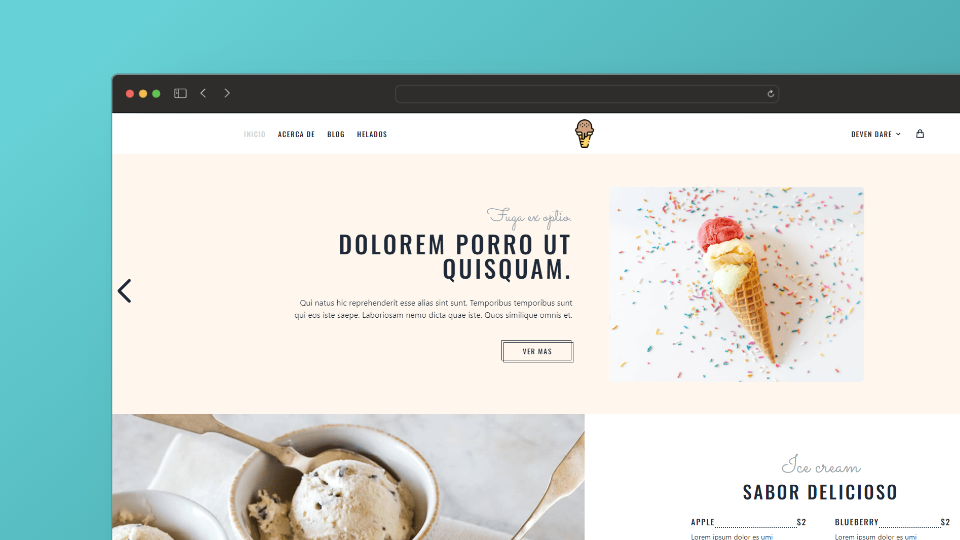 INICIO ACERCA DE BLOG HELADOS DEVEN DARE
Fuga ex optio.
DOLOREM PORRO UT
QUISQUAM.
Qui natus hic reprehenderit esse alias sint sunt. Temporibus temporibus sunt
qui eos iste saepe. Laboriosam nemo dicta quae iste. Quos similique omnis et.
VER MAS
Ice cream
SABOR DELICIOSO
APPLE $2 BLUEBERRY $2
Lorem ipsum dolor es umi Lorem ipsum dolor es umi